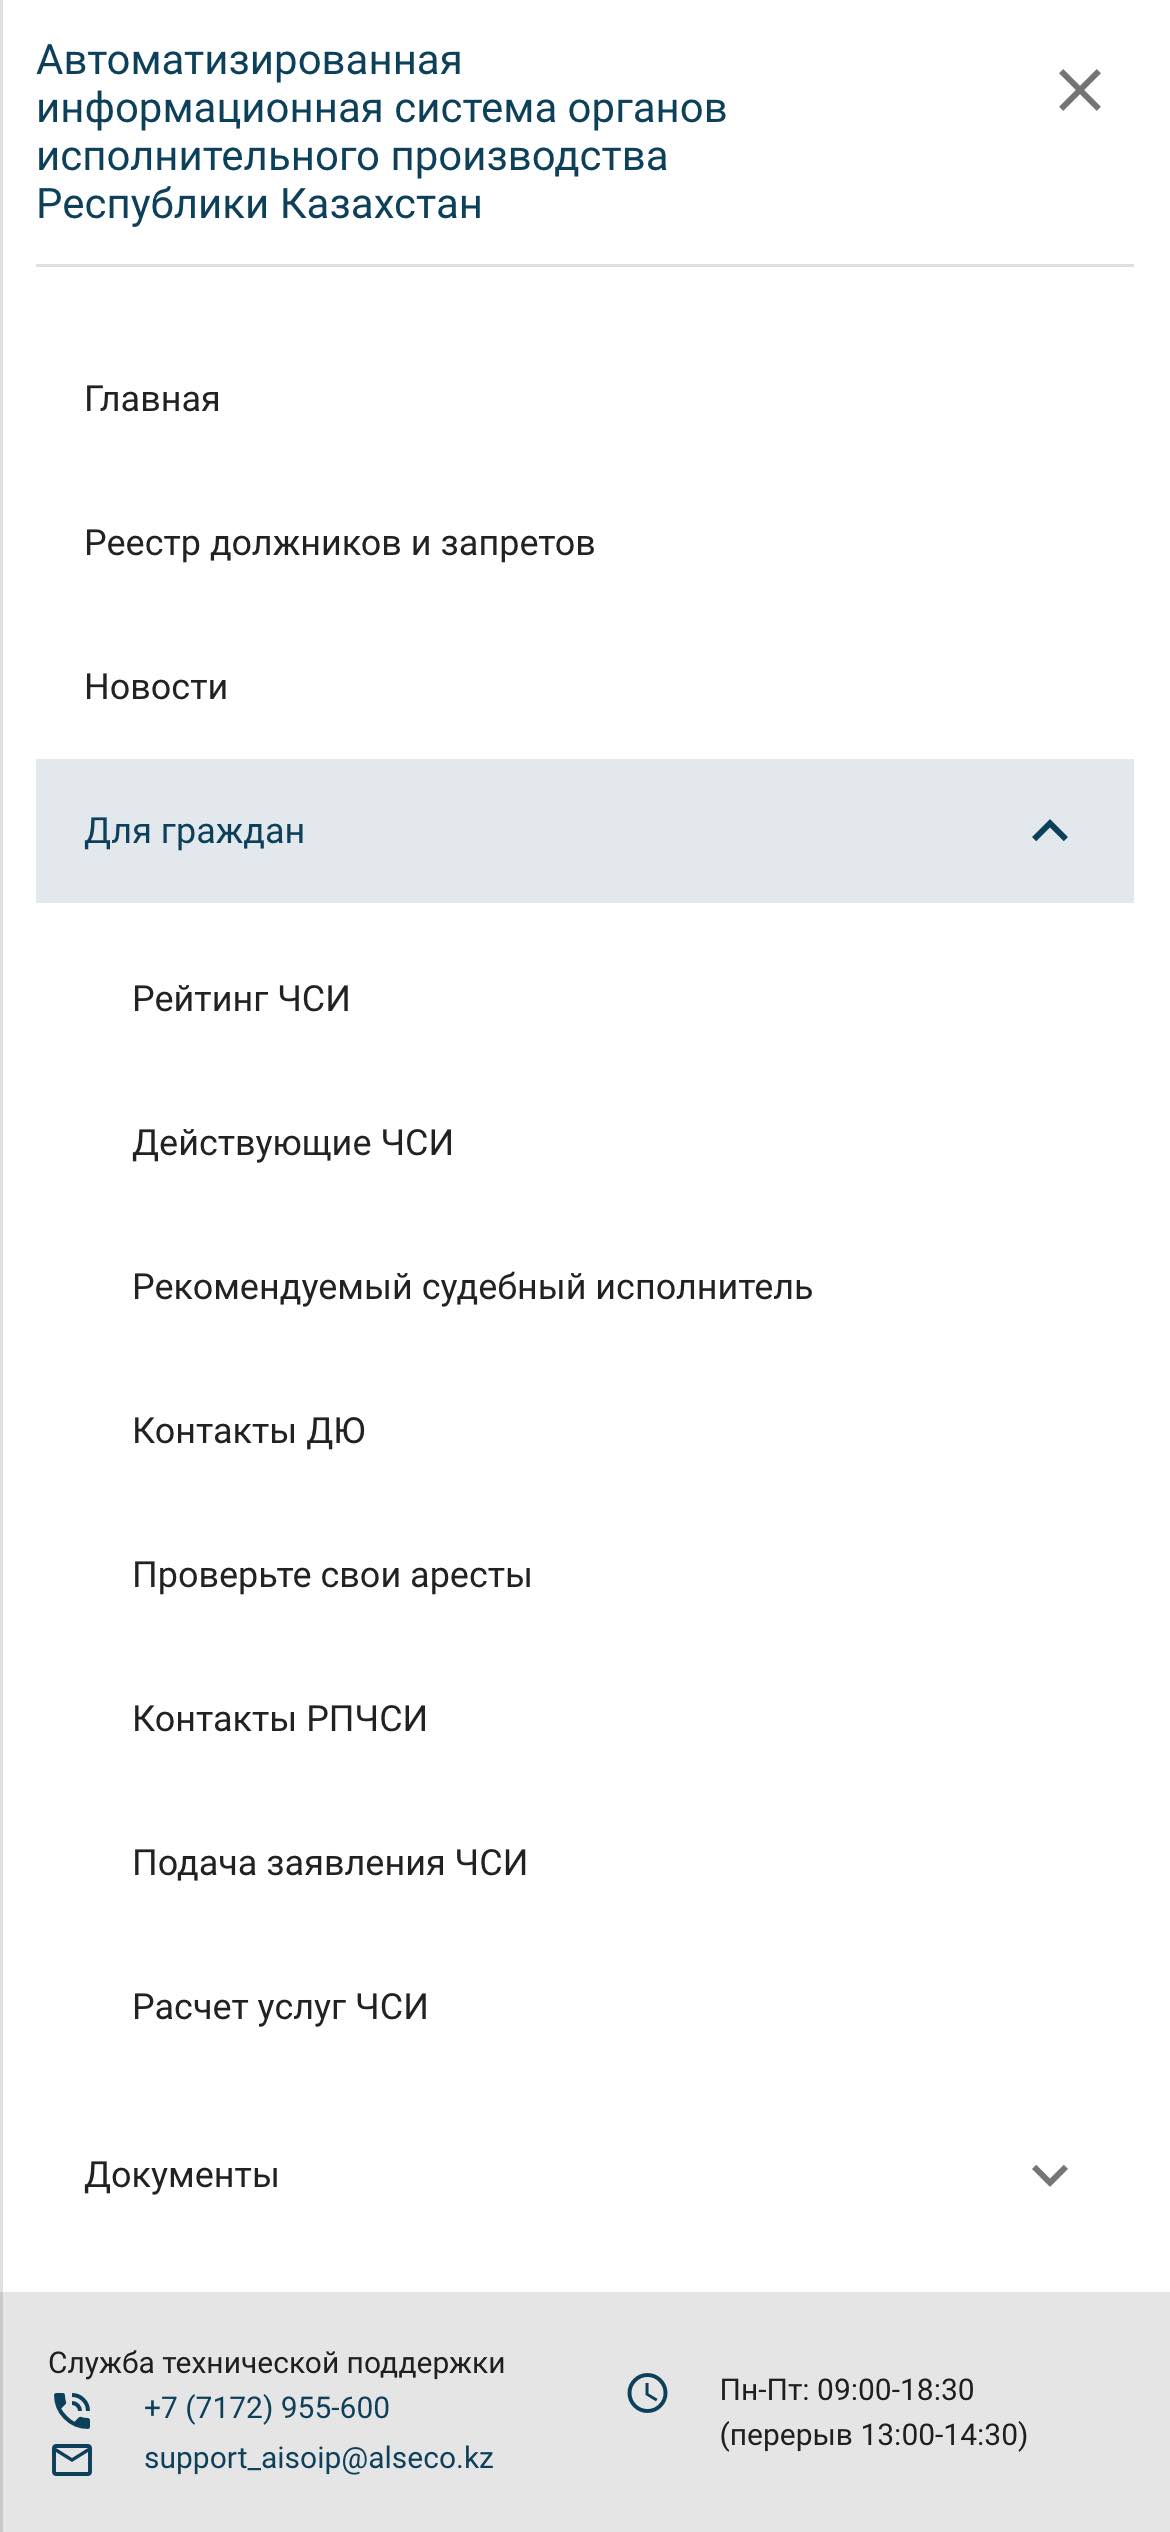 Автоматизированная
информационная система органов
исполнительного производства
Республики Казахстан
Главная
Реестр должников и запретов
Новости
Для граждан
Рейтинг ЧСИ
Действующие ЧСИ
Рекомендуемый судебный исполнитель
Контакты ДЮ
Проверьте свои аресты
Контакты РПЧСИ
Подача заявления ЧСИ
Расчет услуг ЧСИ
Документы
Служба технической поддержки
+7 (7172) 955-600
support_aisoip@alseco.kz
Пн-Пт: 09:00-18:30
(перерыв 13:00-14:30)